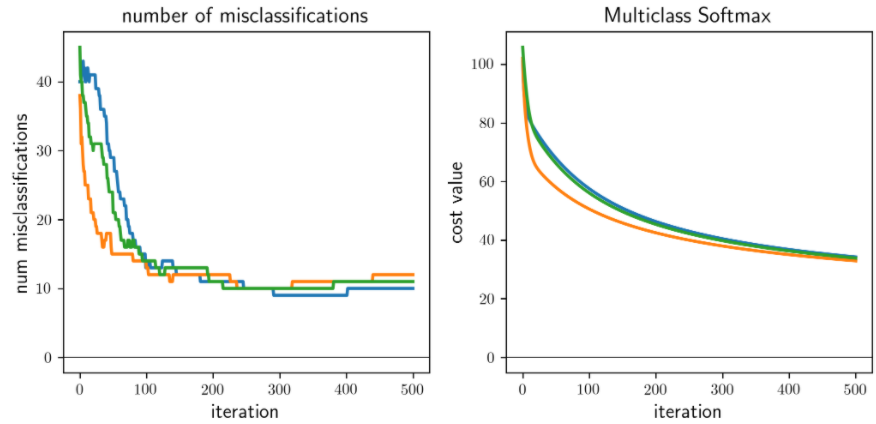 number of misclassifications
num misclassifications
40
30
20
10
0
0 100 200 300 400 500
iteration
Multiclass Softmax
cost value
100
80
60
40
20
0
0 100 200 300 400 500
iteration